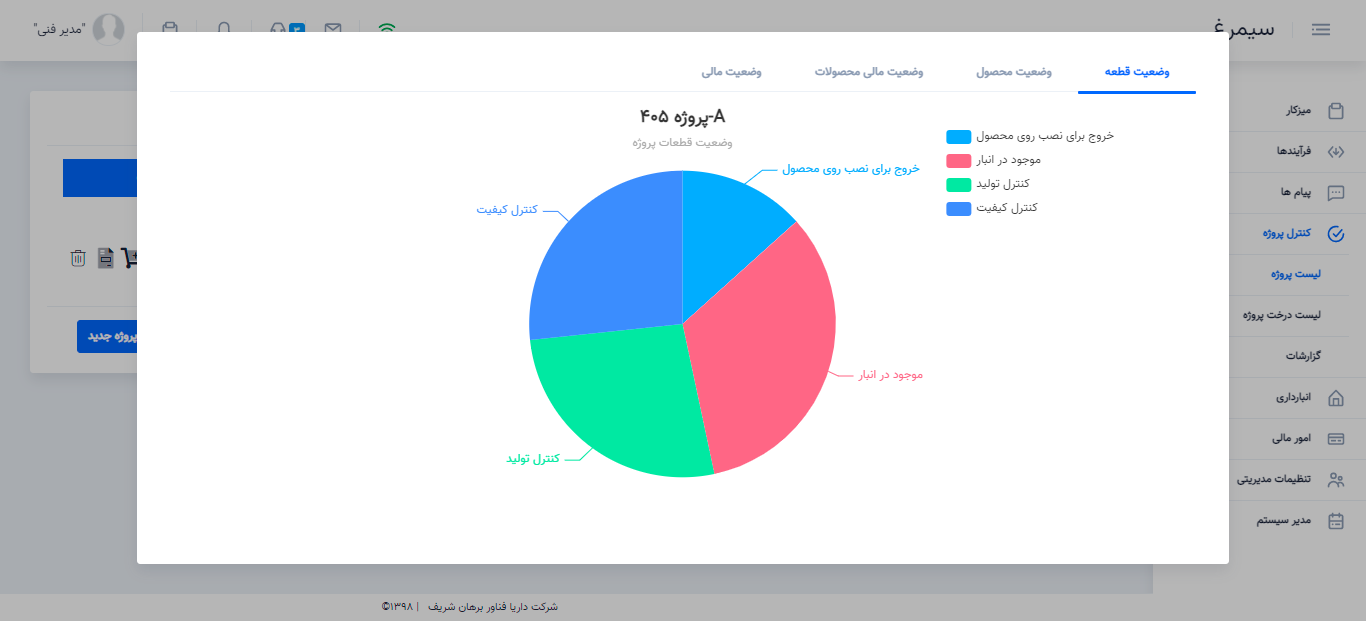 سیمرغ
۳
"مدیر فنی"
وضعیت قطعه
وضعیت محصول
وضعیت مالی محصولات
وضعیت مالی
A-پروژه ۴۰۵
وضعیت قطعات پروژه
خروج برای نصب روی محصول
موجود در انبار
کنترل تولید
کنترل کیفیت
خروج برای نصب روی محصول
کنترل کیفیت
موجود در انبار
کنترل تولید
میزکار
فرآیندها
پیام ها
کنترل پروژه
لیست پروژه
لیست درخت پروژه
گزارشات
انبارداری
امور مالی
تنظیمات مدیریتی
مدیر سیستم
پروژه جدید
شرکت داریا فناور برهان شریف | ۱۳۹۸©